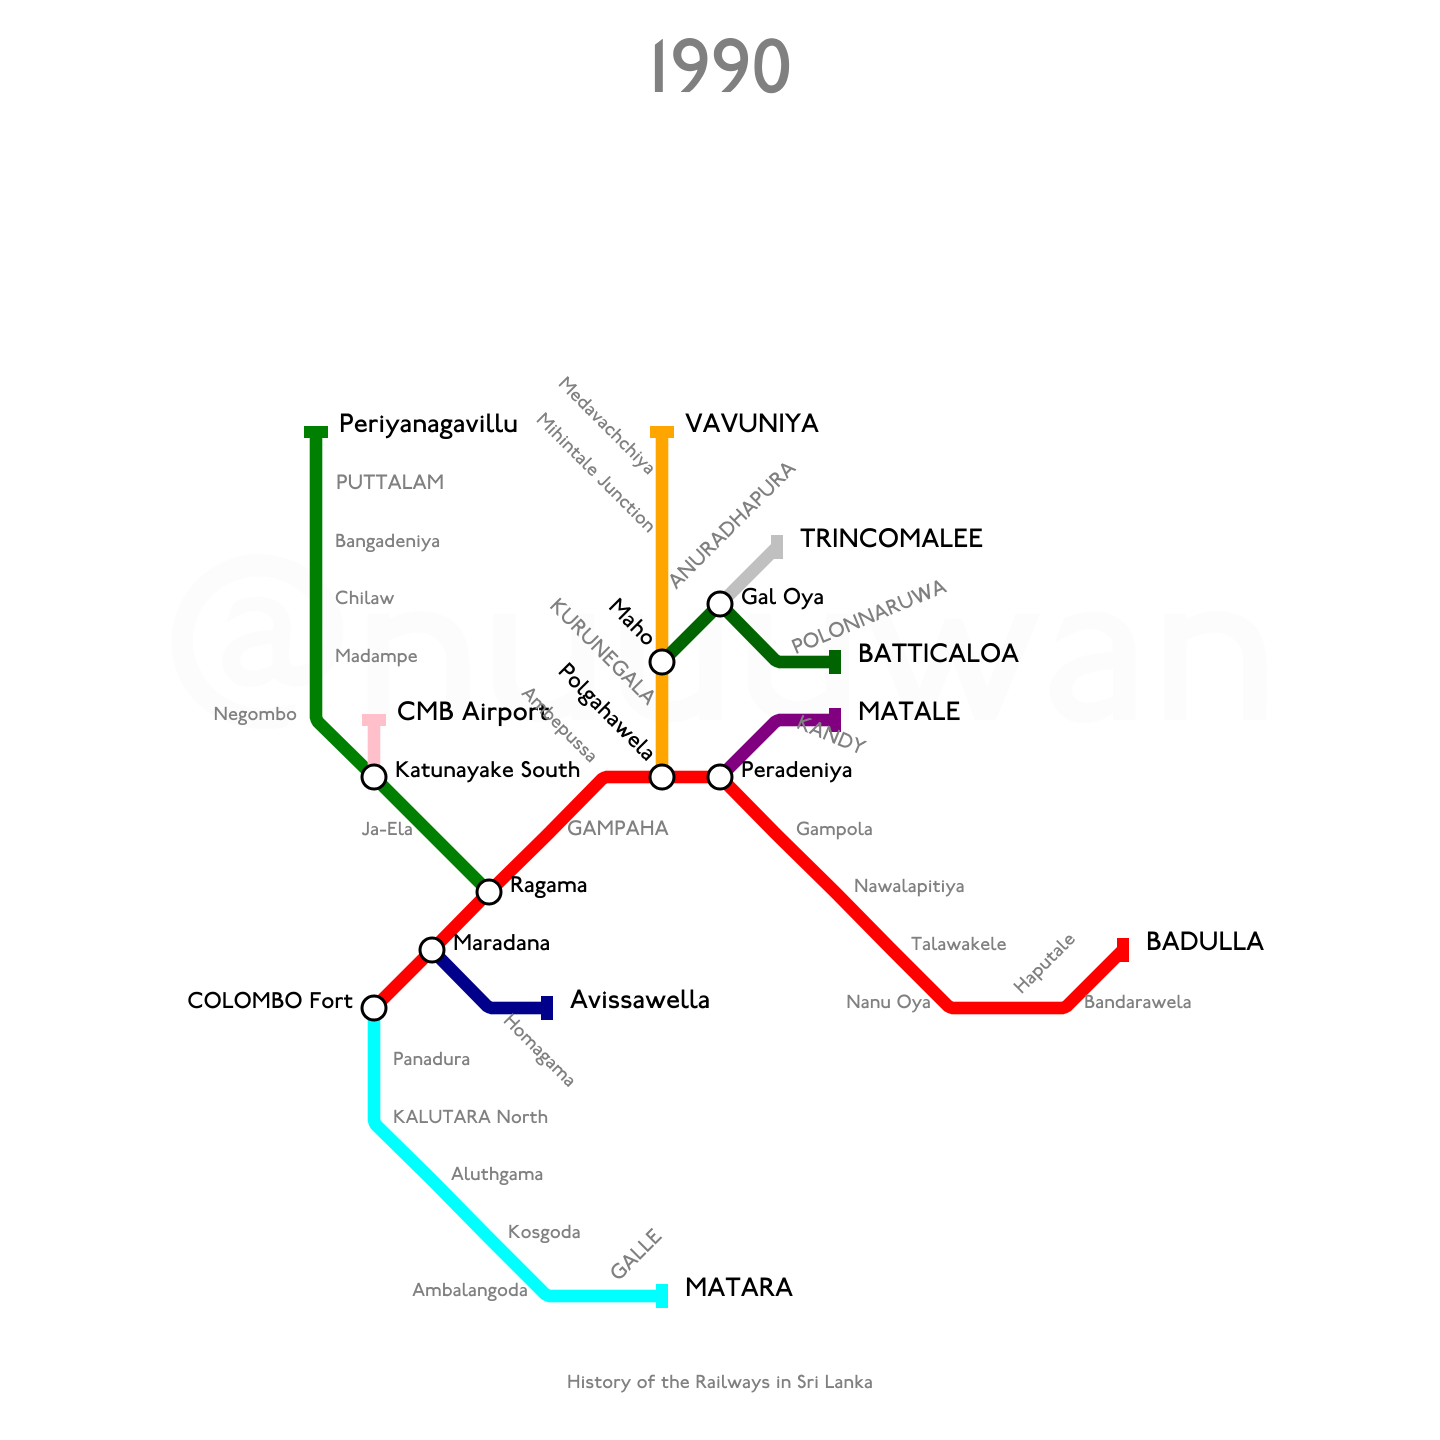 1990
Medavachchiya
Periyanagavillu
VAVUNIYA
Mihintale Junction
PUTTALAM
ANURADHAPURA
Bangadeniya
TRINCOMALEE
Chilaw
Maho
Gal Oya
POLONNARUWA
KURUNEGALA
Madampe
BATTICALOA
Negombo
CMB Airport
Ambepussa
Polgahawela
MATALE
KANDY
Katunayake South
Peradeniya
Ja-Ela
GAMPAHA
Gampola
Ragama
Nawalapitiya
Maradana
Talawakele
Haputale
BADULLA
COLOMBO Fort
Avissawella
Nanu Oya
Bandarawela
Homagama
Panadura
KALUTARA North
Aluthgama
Kosgoda
GALLE
Ambalangoda
MATARA
History of the Railways in Sri Lanka